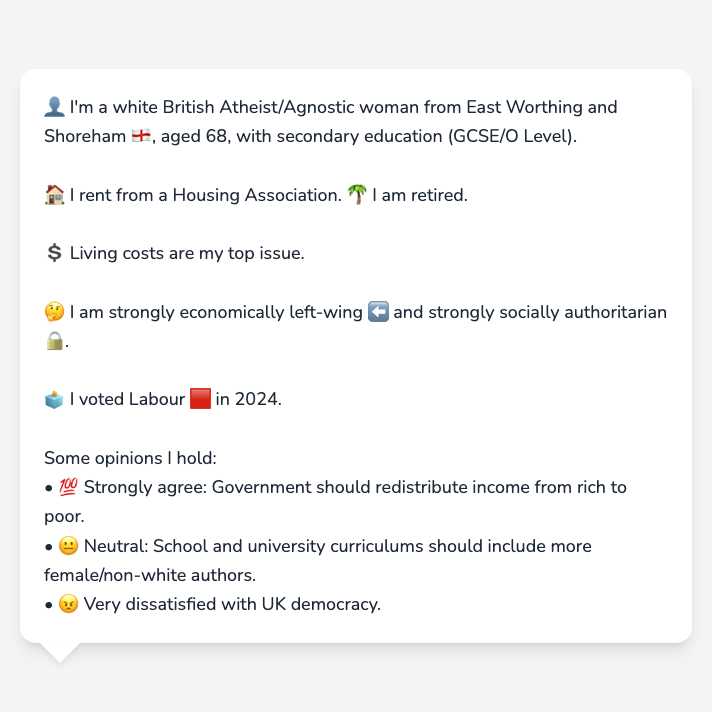 👤 I'm a white British Atheist/Agnostic woman from East Worthing and
Shoreham 🏴󠁧󠁢󠁥󠁮󠁧󠁿, aged 68, with secondary education (GCSE/O Level).
🏠 I rent from a Housing Association. 🌴 I am retired.
💲 Living costs are my top issue.
🤔 I am strongly economically left-wing ⬅️ and strongly socially authoritarian
🔒.
🗳️ I voted Labour 🟥 in 2024.
Some opinions I hold:
• 💯 Strongly agree: Government should redistribute income from rich to
poor.
• 😐 Neutral: School and university curriculums should include more
female/non-white authors.
• 😠 Very dissatisfied with UK democracy.